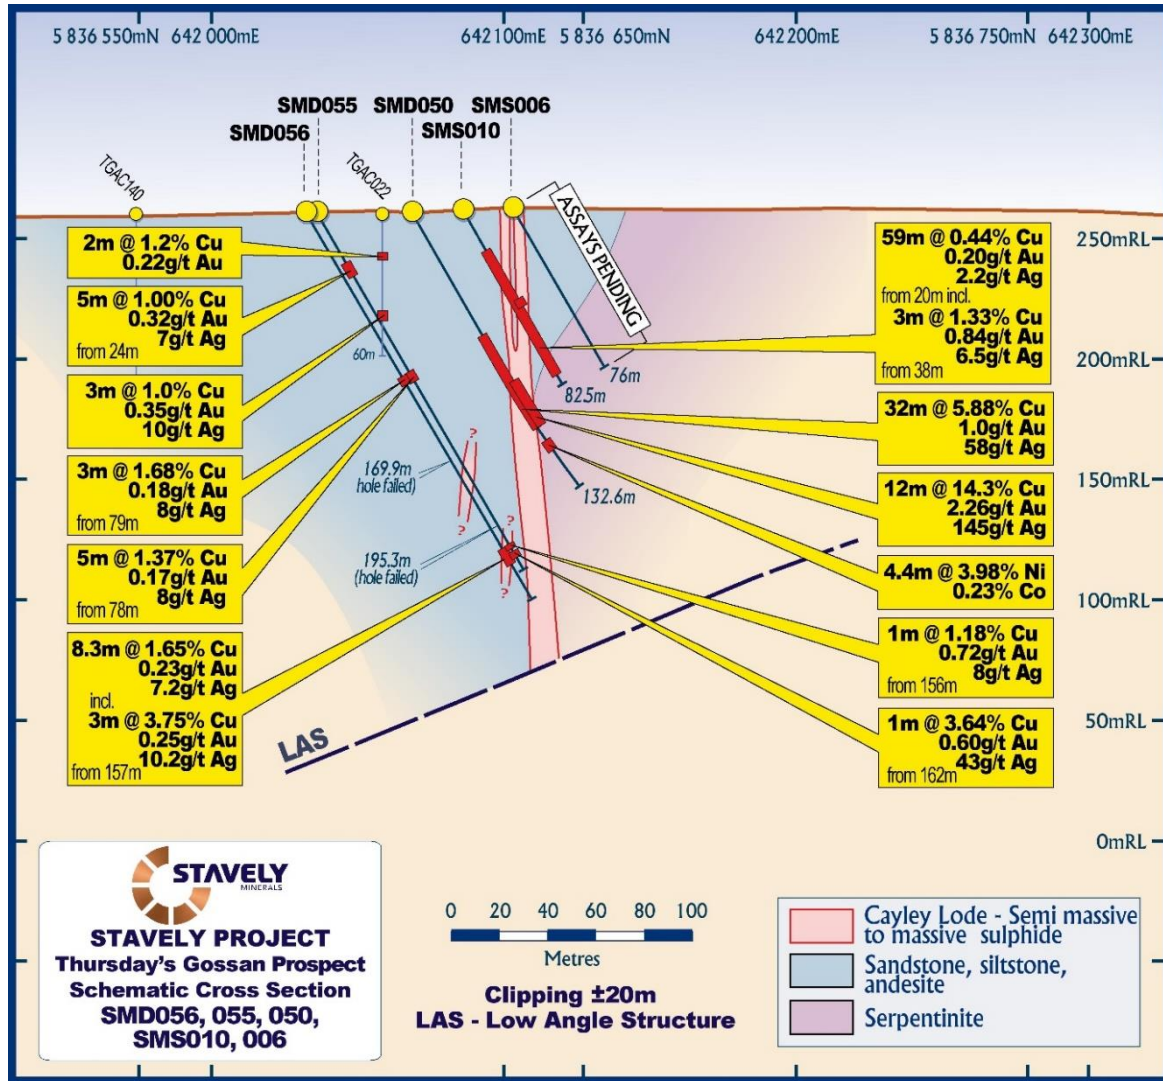 5 836 550mN 642 000mE 642 100mE 5 836 650mN 642 200mE 5 836 750mN 642 300mE
SMD055 SMD050 SMS006
SMD056 SMS010
TGAC140
TGAC022
ASSAYS PENDING
250mRL
200mRL
150mRL
100mRL
50mRL
0mRL
2m @ 1.2% Cu
0.22g/t Au
5m @ 1.00% Cu
0.32g/t Au
7g/t Ag
from 24m
3m @ 1.0% Cu
0.35g/t Au
10g/t Ag
3m @ 1.68% Cu
0.18g/t Au
8g/t Ag
from 79m
5m @ 1.37% Cu
0.17g/t Au
8g/t Ag
from 78m
8.3m @ 1.65% Cu
0.23g/t Au
7.2g/t Ag
incl.
3m @ 3.75% Cu
0.25g/t Au
10.2g/t Ag
from 157m
60m
76m
82.5m
132.6m
169.9m
hole failed)
195.3m
(hole failed)
?
?
?
?
LAS
59m @ 0.44% Cu
0.20g/t Au
2.2g/t Ag
from 20m incl.
3m @ 1.33% Cu
0.84g/t Au
6.5g/t Ag
from 38m
32m @ 5.88% Cu
1.0g/t Au
58g/t Ag
12m @ 14.3% Cu
2.26g/t Au
145g/t Ag
4.4m @ 3.98% Ni
0.23% Co
1m @ 1.18% Cu
0.72g/t Au
8g/t Ag
from 156m
1m @ 3.64% Cu
0.60g/t Au
43g/t Ag
from 162m
STAVELY
MINERALS
STAVELY PROJECT
Thursday's Gossan Prospect
Schematic Cross Section
SMD056, 055, 050,
SMS010, 006
0 20 40 60 80 100
Metres
Clipping ±20m
LAS - Low Angle Structure
Cayley Lode - Semi massive
to massive sulphide
Sandstone, siltstone,
andesite
Serpentinite